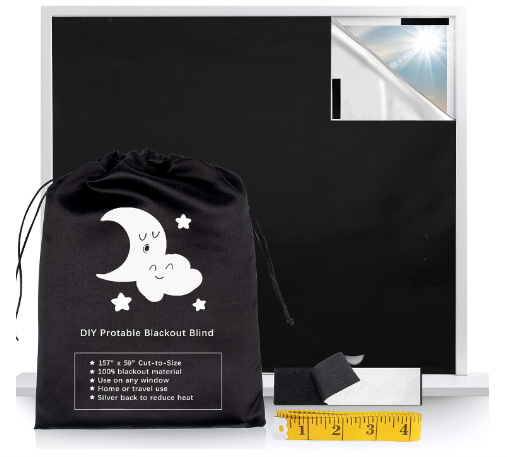 DIY Protable Blackout Blind
157" x 59" Cut-to-Size
100% blackout material
Use on any window
Home or travel use
Silver back to reduce heat
1 2 3 4